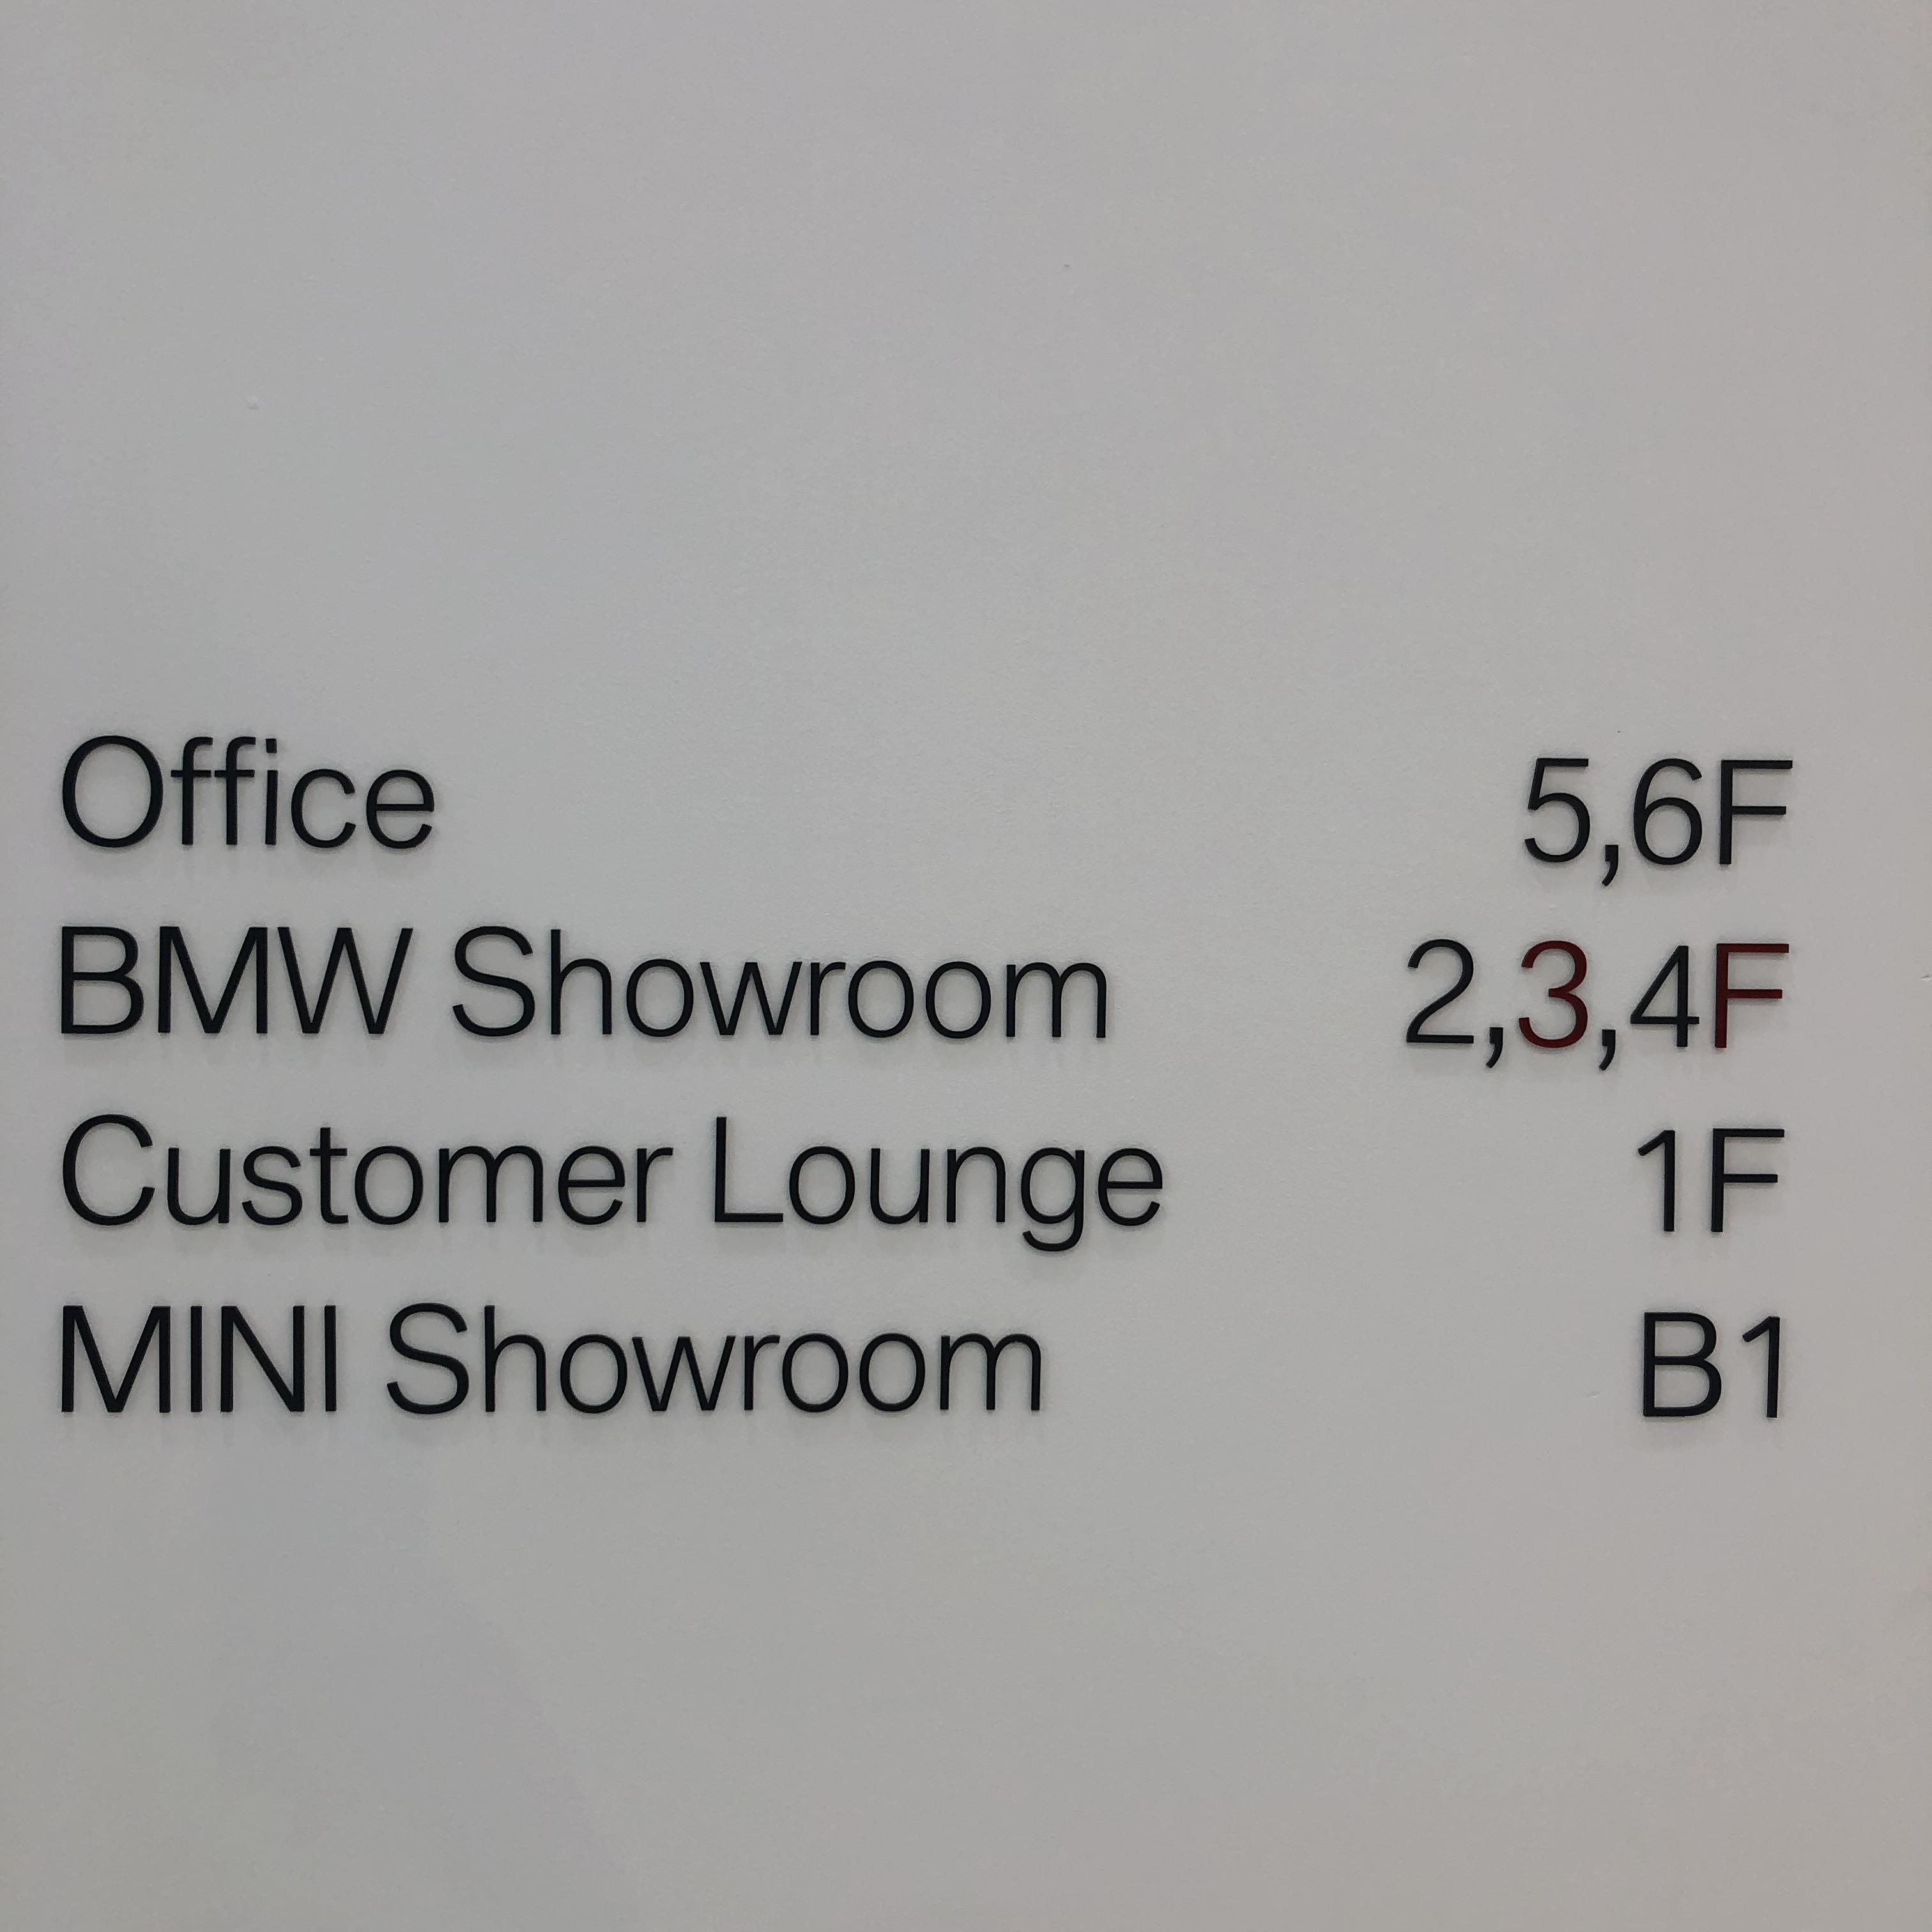 Office 5,6F
BMW Showroom 2,3,4F
Customer Lounge 1F
MINI Showroom B1